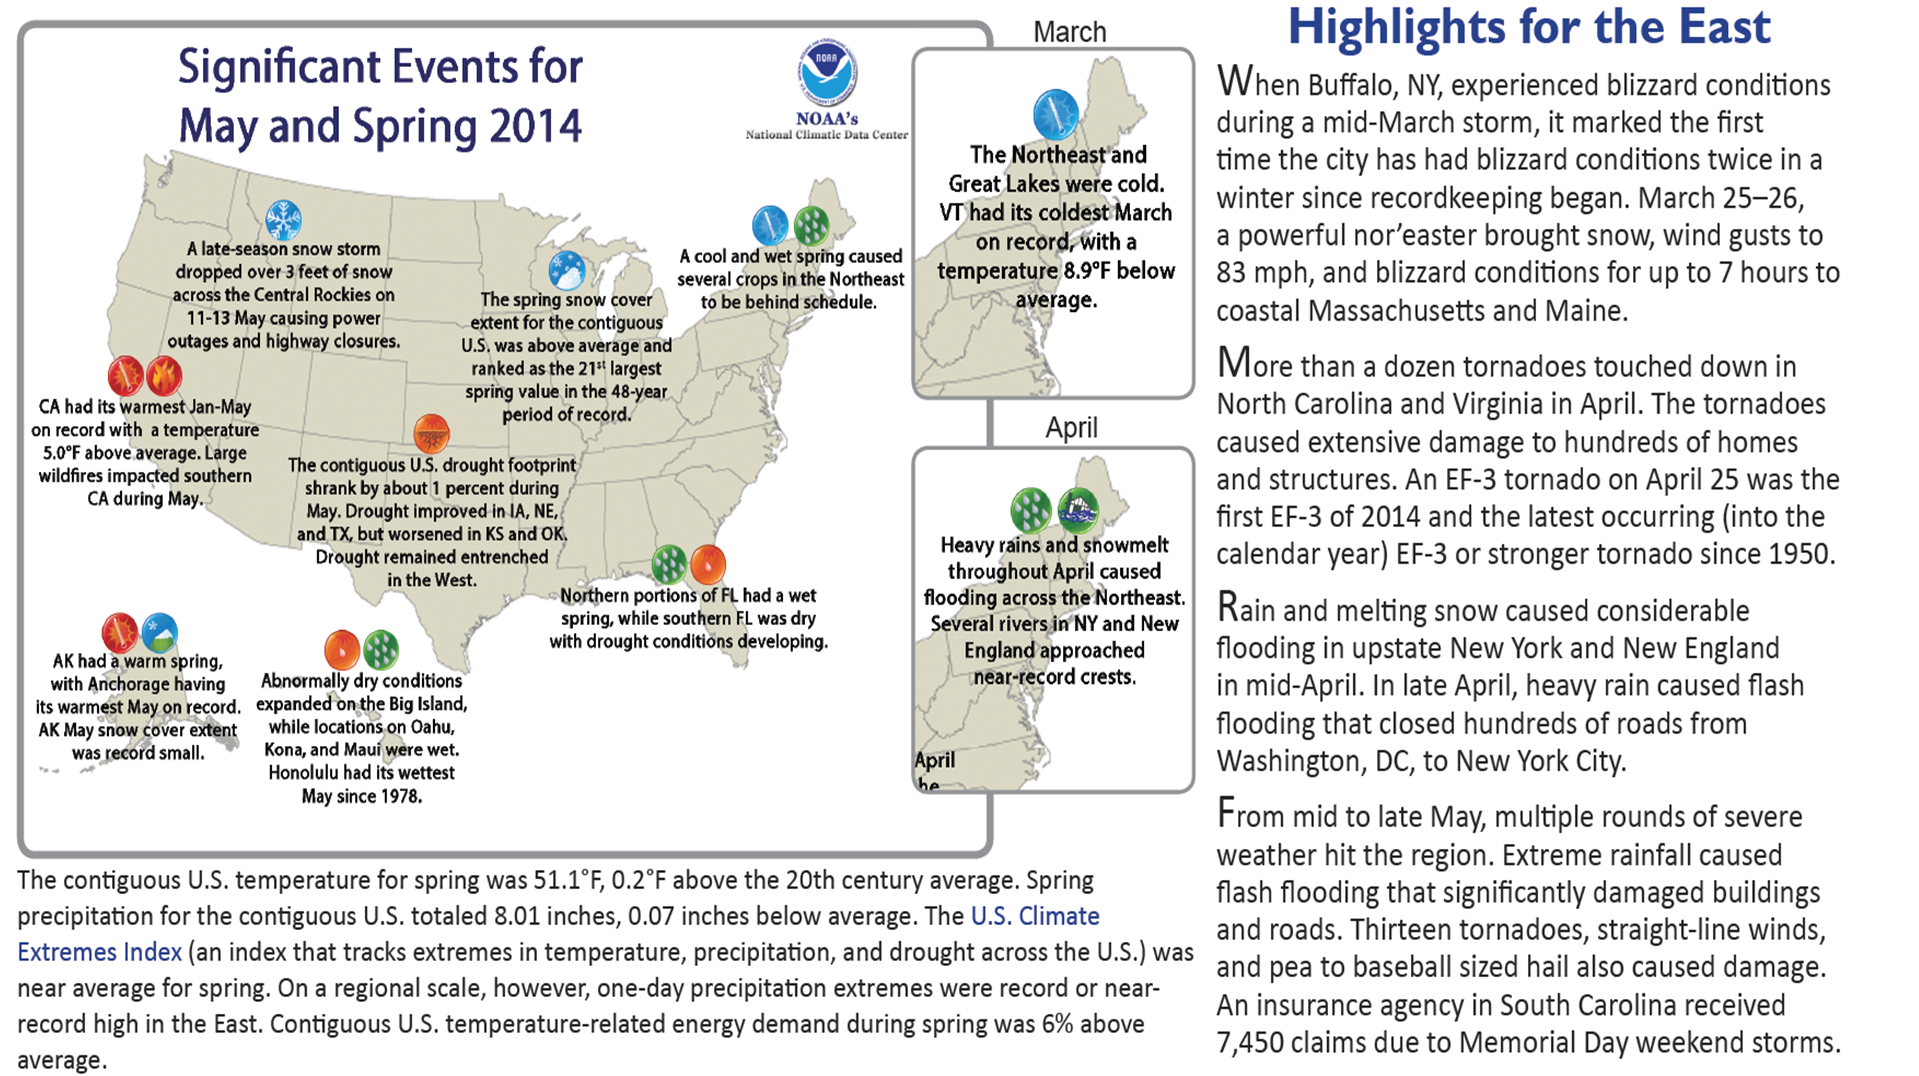 Significant Events for
May and Spring 2014
NOAA
NOAA's
National Climatic Data Center
A late-season snow storm
dropped over 3 feet of snow
across the Central Rockies on
11-13 May causing power
outages and highway closures.
The spring snow cover
extent for the contiguous
U.S. was above average and
ranked as the 21st largest
spring value in the 48-year
period of record.
A cool and wet spring caused
several crops in the Northeast
to be behind schedule.
CA had its warmest Jan-May
on record with a temperature
5.0°F above average. Large
wildfires impacted southern
CA during May.
The contiguous U.S. drought footprint
shrank by about 1 percent during
May. Drought improved in IA, NE,
and TX, but worsened in KS and OK.
Drought remained entrenched
in the West.
Northern portions of FL had a wet
spring, while southern FL was dry
with drought conditions developing.
AK had a warm spring,
with Anchorage having
its warmest May on record.
AK May snow cover extent
was record small.
Abnormally dry conditions
expanded on the Big Island,
while locations on Oahu,
Kona, and Maui were wet.
Honolulu had its wettest
May since 1978.
March
The Northeast and
Great Lakes were cold.
VT had its coldest March
on record, with a
temperature 8.9°F below
average.
April
Heavy rains and snowmelt
throughout April caused
flooding across the Northeast.
Several rivers in NY and New
England approached
near-record crests.
April
he
The contiguous U.S. temperature for spring was 51.1°F, 0.2°F above the 20th century average. Spring
precipitation for the contiguous U.S. totaled 8.01 inches, 0.07 inches below average. The U.S. Climate
Extremes Index (an index that tracks extremes in temperature, precipitation, and drought across the U.S.) was
near average for spring. On a regional scale, however, one-day precipitation extremes were record or near-
record high in the East. Contiguous U.S. temperature-related energy demand during spring was 6% above
average.
Highlights for the East
When Buffalo, NY, experienced blizzard conditions
during a mid-March storm, it marked the first
time the city has had blizzard conditions twice in a
winter since recordkeeping began. March 25–26,
a powerful nor'easter brought snow, wind gusts to
83 mph, and blizzard conditions for up to 7 hours to
coastal Massachusetts and Maine.
More than a dozen tornadoes touched down in
North Carolina and Virginia in April. The tornadoes
caused extensive damage to hundreds of homes
and structures. An EF-3 tornado on April 25 was the
first EF-3 of 2014 and the latest occurring (into the
calendar year) EF-3 or stronger tornado since 1950.
Rain and melting snow caused considerable
flooding in upstate New York and New England
in mid-April. In late April, heavy rain caused flash
flooding that closed hundreds of roads from
Washington, DC, to New York City.
From mid to late May, multiple rounds of severe
weather hit the region. Extreme rainfall caused
flash flooding that significantly damaged buildings
and roads. Thirteen tornadoes, straight-line winds,
and pea to baseball sized hail also caused damage.
An insurance agency in South Carolina received
7,450 claims due to Memorial Day weekend storms.